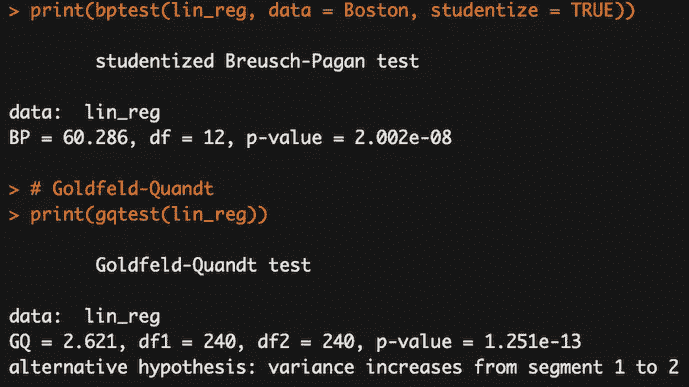 > print(bptest(lin_reg, data = Boston, studentize = TRUE))
studentized Breusch-Pagan test
data:  lin_reg
BP = 60.286, df = 12, p-value = 2.002e-08
> # Goldfeld-Quandt
> print(gqtest(lin_reg))
Goldfeld-Quandt test
data:  lin_reg
GQ = 2.621, df1 = 240, df2 = 240, p-value = 1.251e-13
alternative hypothesis: variance increases from segment 1 to 2